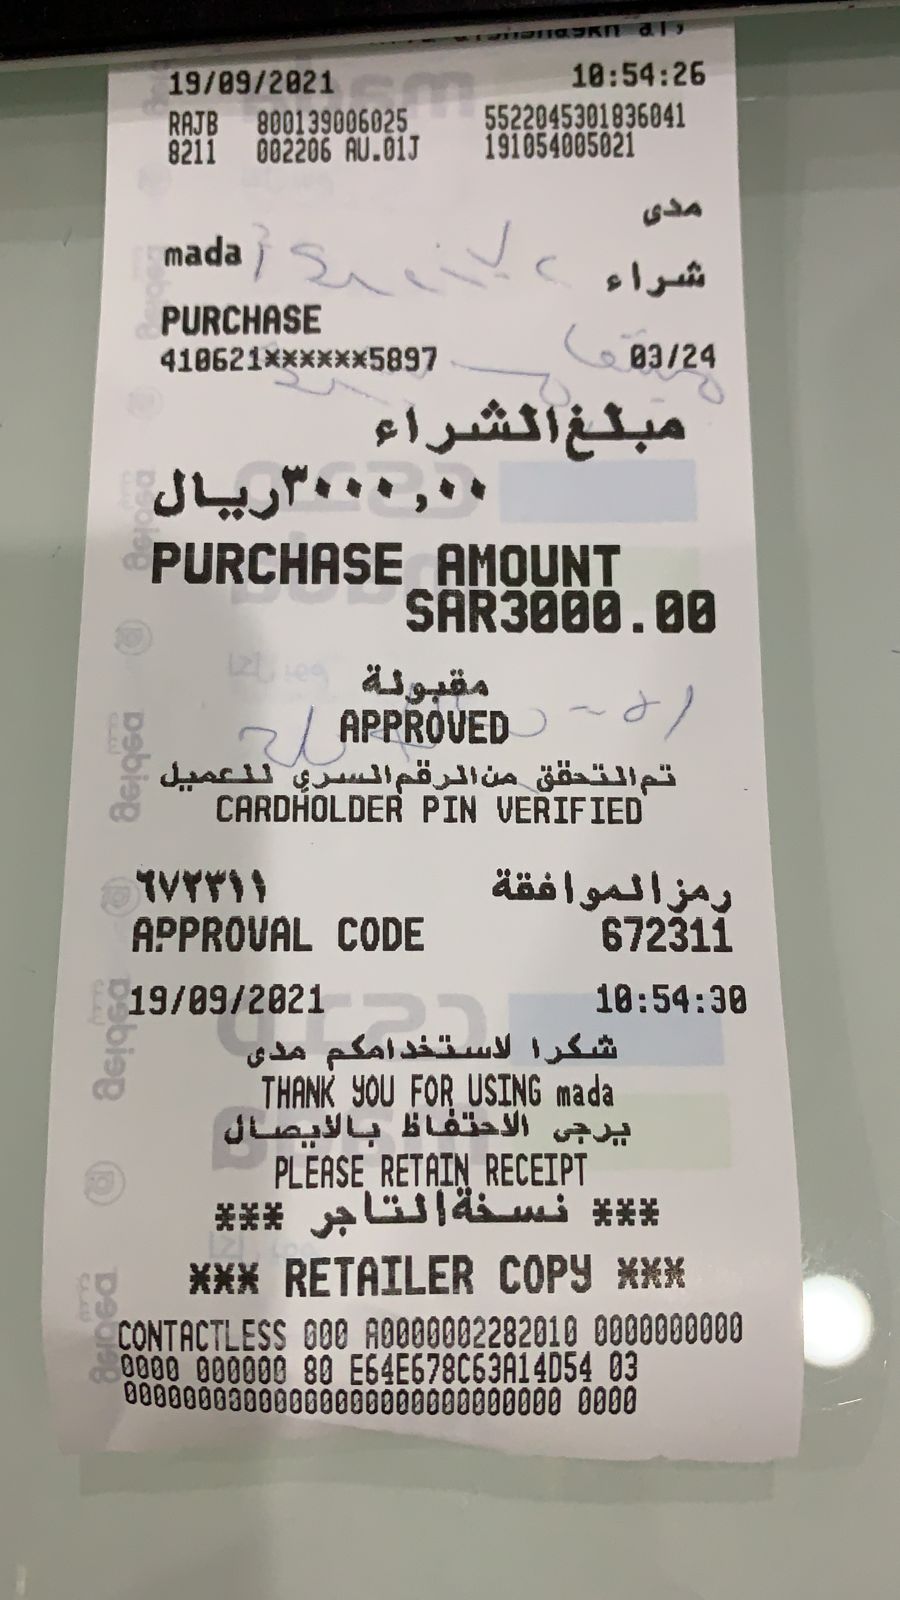 19/09/2021 10:54:26
RAJB 800139006025 5522045301836041
8211 002206 AU.01J 191054005021
مدى
mada
شراء
PURCHASE
410621******5897 03/24
مبلغ الشراء
٣٠٠٠,٠٠ ريال
PURCHASE AMOUNT
SAR3000.00
مقبولة
APPROVED
تم التحقق من الرقم السري للعميل
CARDHOLDER PIN VERIFIED
رمز الموافقة ٦٧٢٣١١
APPROVAL CODE 672311
19/09/2021 10:54:30
شكرا لاستخدامكم مدى
THANK YOU FOR USING mada
يرجى الاحتفاظ بالايصال
PLEASE RETAIN RECEIPT
*** نسخة التاجر ***
*** RETAILER COPY ***
CONTACTLESS 000 A0000002282010 0000000000
0000 000000 80 E64E678C63A14D54 03